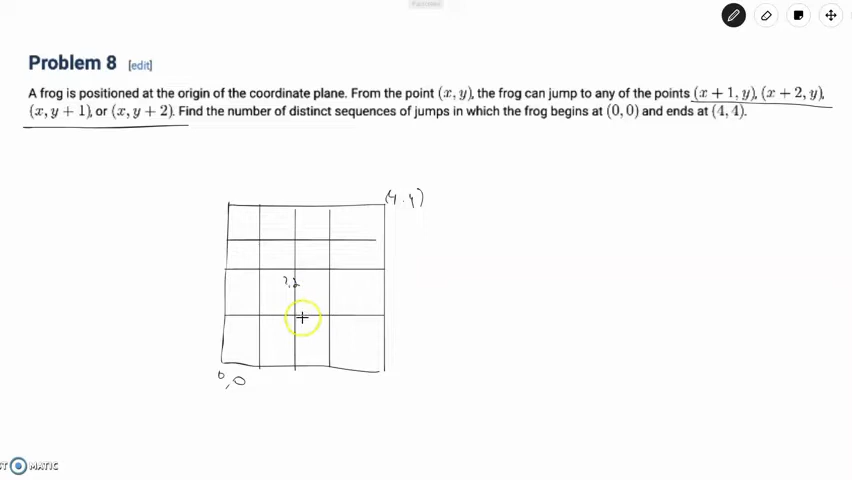 Problem 8 [edit]
A frog is positioned at the origin of the coordinate plane. From the point (x, y), the frog can jump to any of the points (x + 1, y), (x + 2, y),
(x, y + 1), or (x, y + 2). Find the number of distinct sequences of jumps in which the frog begins at (0, 0) and ends at (4, 4).
(4, 4)
0, 0
MATIC